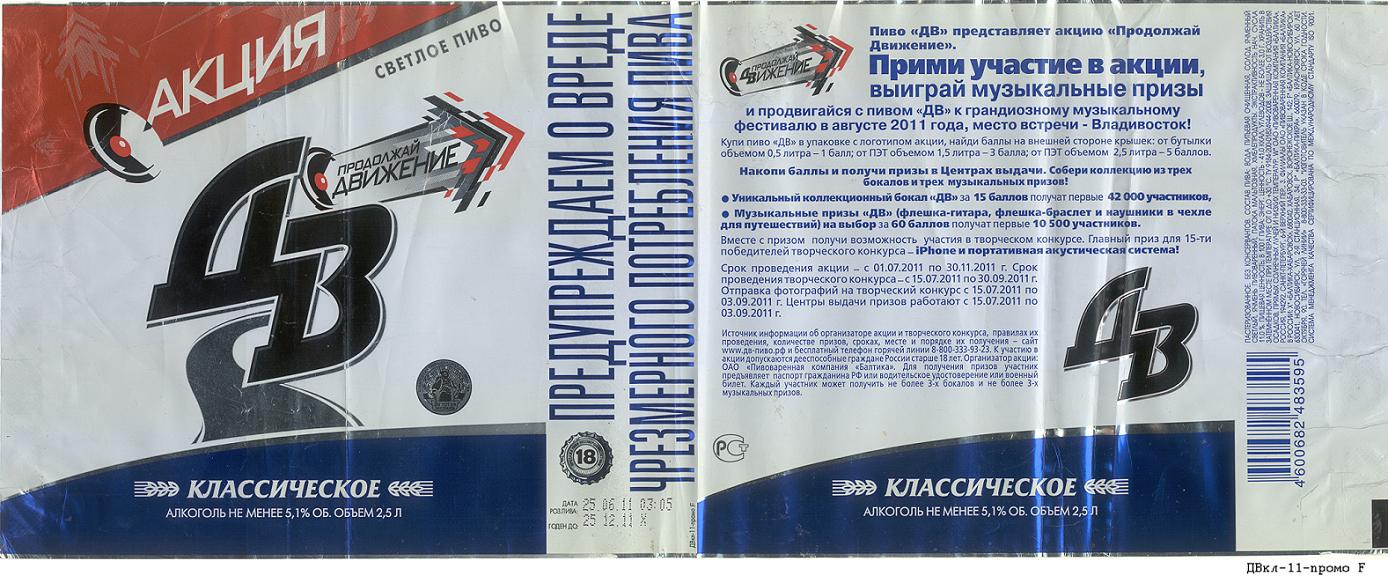 АКЦИЯ
СВЕТЛОЕ ПИВО
ПРОДОЛЖАЙ
ДВИЖЕНИЕ
ДВ
КЛАССИЧЕСКОЕ
АЛКОГОЛЬ НЕ МЕНЕЕ 5,1% ОБ. ОБЪЕМ 2,5 Л
ПРЕДУПРЕЖДАЕМ О ВРЕДЕ
ЧРЕЗМЕРНОГО ПОТРЕБЛЕНИЯ ПИВА
18
ДАТА
РОЗЛИВА: 25 06 11 03:05
ГОДЕН ДО: 25 12 11 X
ДВкл-11-промо F
ПРОДОЛЖАЙ
ДВИЖЕНИЕ
Пиво «ДВ» представляет акцию «Продолжай
Движение».
Прими участие в акции,
выиграй музыкальные призы
и продвигайся с пивом «ДВ» к грандиозному музыкальному
фестивалю в августе 2011 года, место встречи - Владивосток!
Купи пиво «ДВ» в упаковке с логотипом акции, найди баллы на внешней стороне крышек: от бутылки
объемом 0,5 литра – 1 балл; от ПЭТ объемом 1,5 литра – 3 балла; от ПЭТ объемом 2,5 литра – 5 баллов.
Накопи баллы и получи призы в Центрах выдачи. Собери коллекцию из трех
бокалов и трех музыкальных призов!
● Уникальный коллекционный бокал «ДВ» за 15 баллов получат первые 42 000 участников,
● Музыкальные призы «ДВ» (флешка-гитара, флешка-браслет и наушники в чехле
для путешествий) на выбор за 60 баллов получат первые 10 500 участников.
Вместе с призом получи возможность участия в творческом конкурсе. Главный приз для 15-ти
победителей творческого конкурса – iPhone и портативная акустическая система!
Срок проведения акции – с 01.07.2011 по 30.11.2011 г. Срок
проведения творческого конкурса – с 15.07.2011 по 30.09.2011 г.
Отправка фотографий на творческий конкурс с 15.07.2011 по
03.09.2011 г. Центры выдачи призов работают с 15.07.2011 по
03.09.2011 г.
Источник информации об организаторе акции и творческого конкурса, правилах их
проведения, количестве призов, сроках, месте и порядке их получения – сайт
www.дв-пиво.рф и бесплатный телефон горячей линии 8-800-333-93-23. К участию в
акции допускаются дееспособные граждане России старше 18 лет. Организатор акции:
ОАО «Пивоваренная компания «Балтика». Для получения призов участник
предъявляет паспорт гражданина РФ или водительское удостоверение или военный
билет. Каждый участник может получить не более 3-х бокалов и не более 3-х
музыкальных призов.
ДВ
РСТ
КЛАССИЧЕСКОЕ
АЛКОГОЛЬ НЕ МЕНЕЕ 5,1% ОБ. ОБЪЕМ 2,5 Л
4 600682 483595
ДВкл-11-промо F